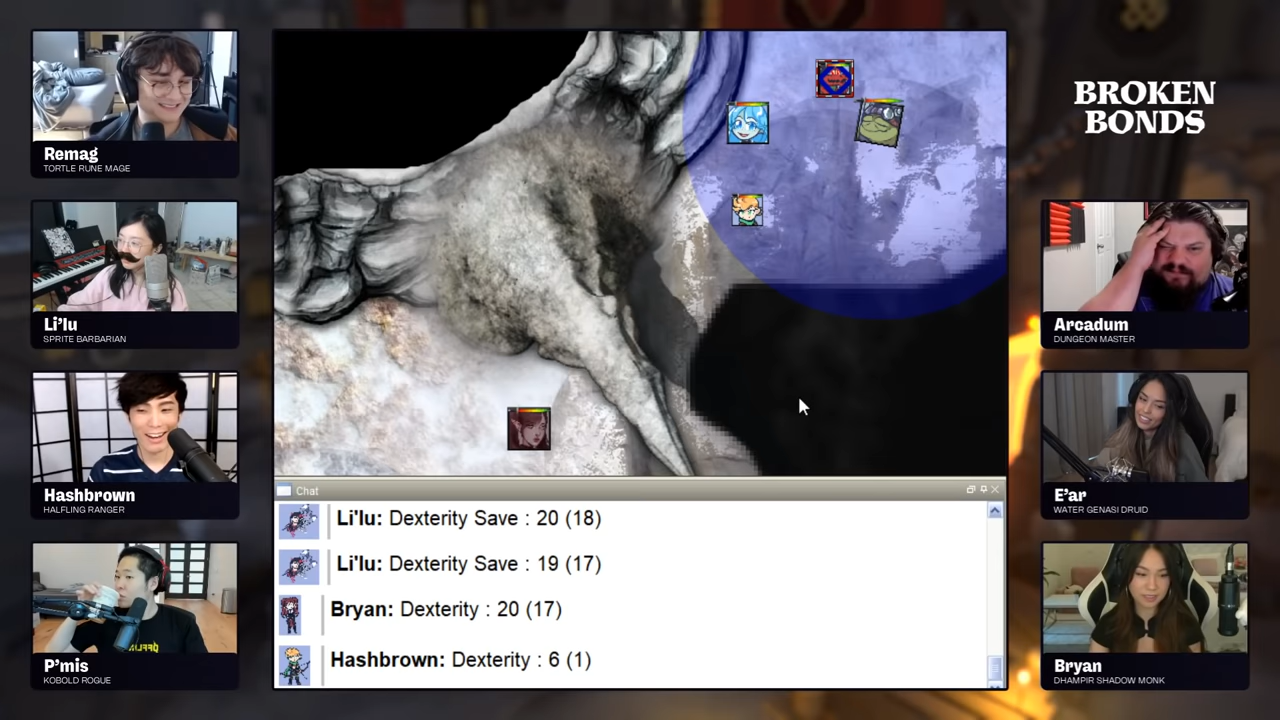 Remag
TORTLE RUNE MAGE
Li'lu
SPRITE BARBARIAN
Hashbrown
HALFLING RANGER
P'mis
KOBOLD ROGUE
Chat
Li'lu: Dexterity Save : 20 (18)
Li'lu: Dexterity Save : 19 (17)
Bryan: Dexterity : 20 (17)
Hashbrown: Dexterity : 6 (1)
BROKEN
BONDS
Arcadum
DUNGEON MASTER
E'ar
WATER GENASI DRUID
Bryan
DHAMPIR SHADOW MONK